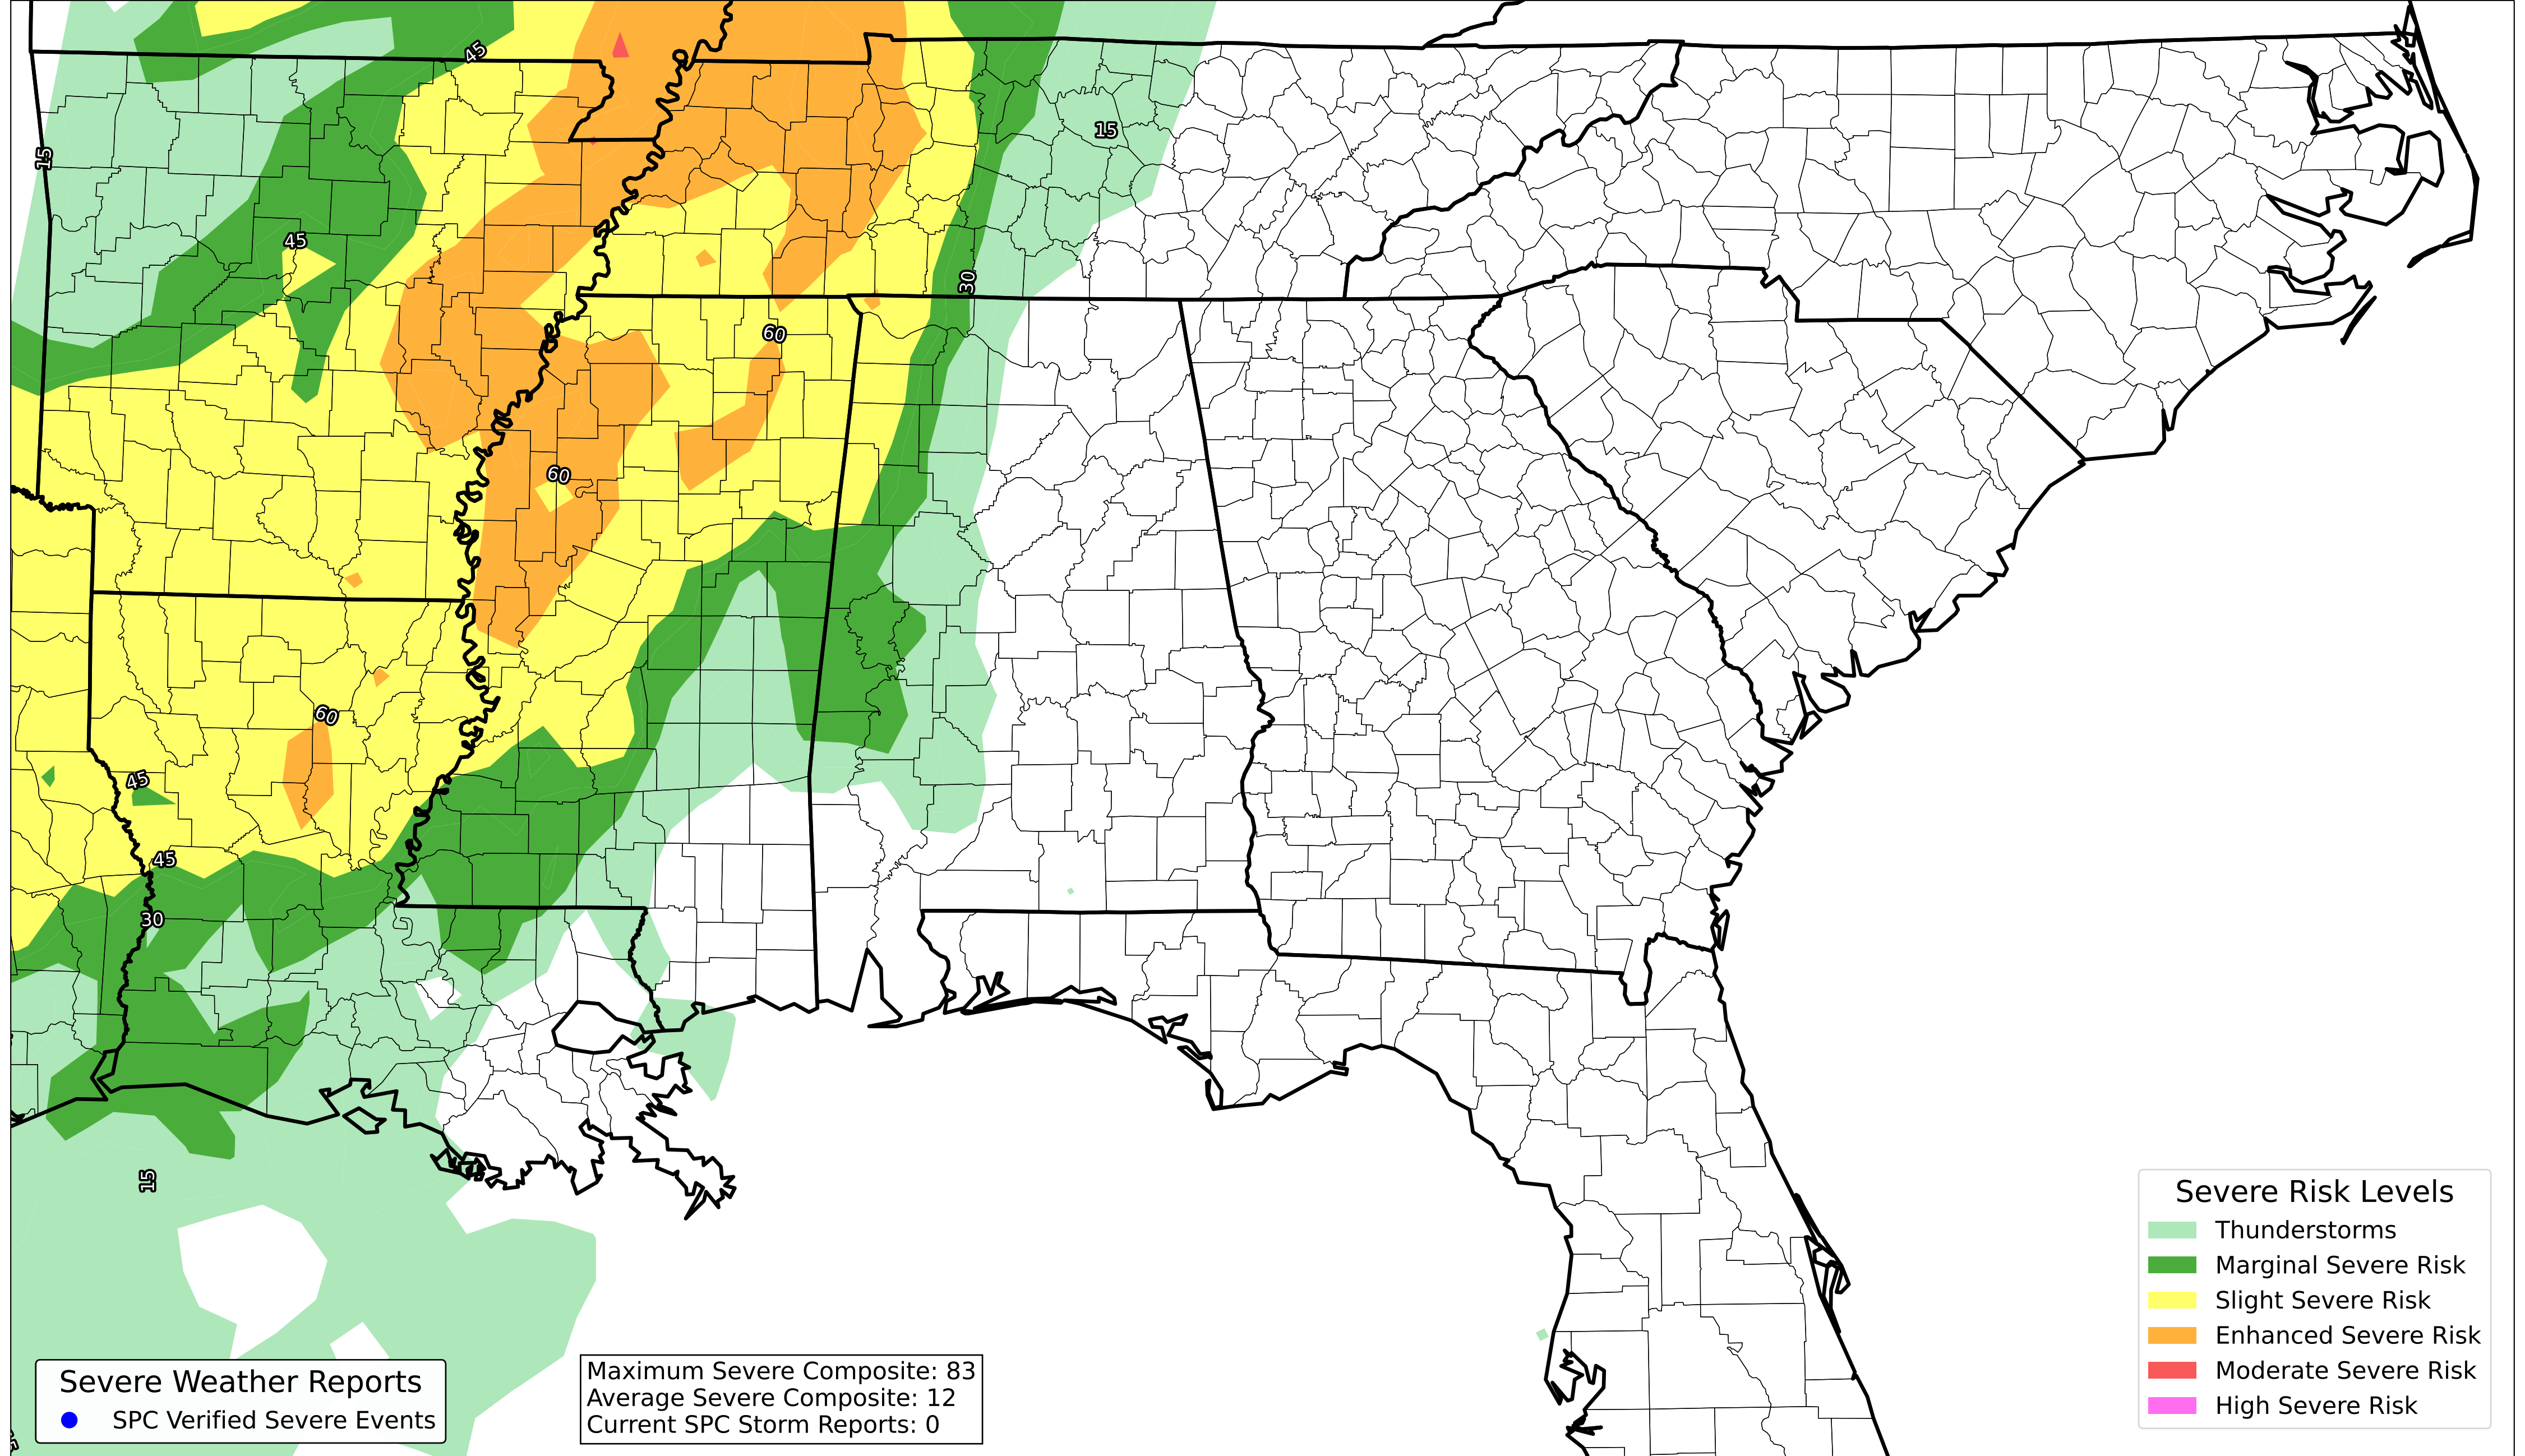 45
15
15
45
30
60
60
60
45
45
30
15
Severe Weather Reports
SPC Verified Severe Events
Maximum Severe Composite: 83
Average Severe Composite: 12
Current SPC Storm Reports: 0
Severe Risk Levels
Thunderstorms
Marginal Severe Risk
Slight Severe Risk
Enhanced Severe Risk
Moderate Severe Risk
High Severe Risk